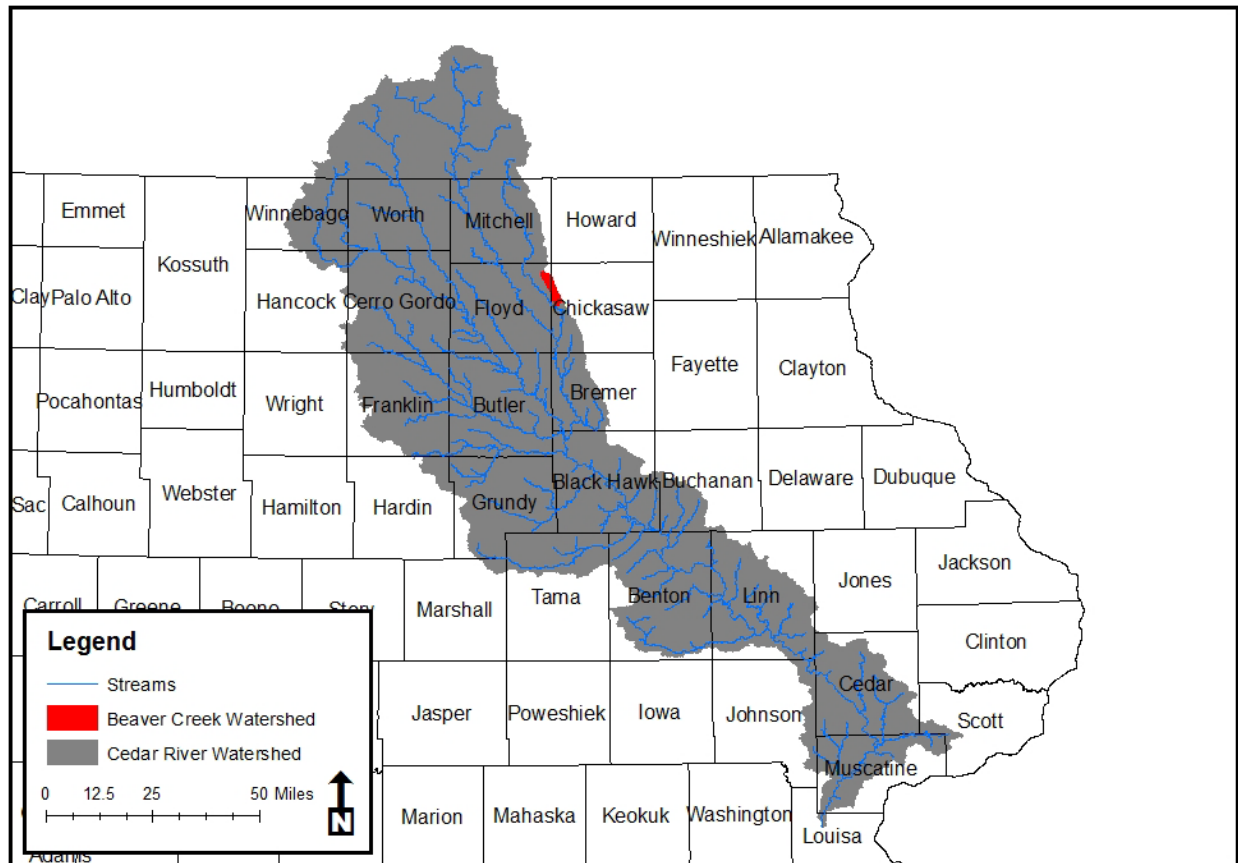 Emmet
Winnebago
Worth
Mitchell
Howard
Winneshiek
Allamakee
Kossuth
Clay
Palo Alto
Hancock
Cerro Gordo
Floyd
Chickasaw
Pocahontas
Humboldt
Wright
Franklin
Butler
Bremer
Fayette
Clayton
Sac
Calhoun
Webster
Hamilton
Hardin
Grundy
Black Hawk
Buchanan
Delaware
Dubuque
Carroll
Greene
Boone
Story
Marshall
Tama
Benton
Linn
Jones
Jackson
Clinton
Jasper
Poweshiek
Iowa
Johnson
Cedar
Scott
Muscatine
Marion
Mahaska
Keokuk
Washington
Louisa
Adams
Legend
Streams
Beaver Creek Watershed
Cedar River Watershed
0 12.5 25 50 Miles
N